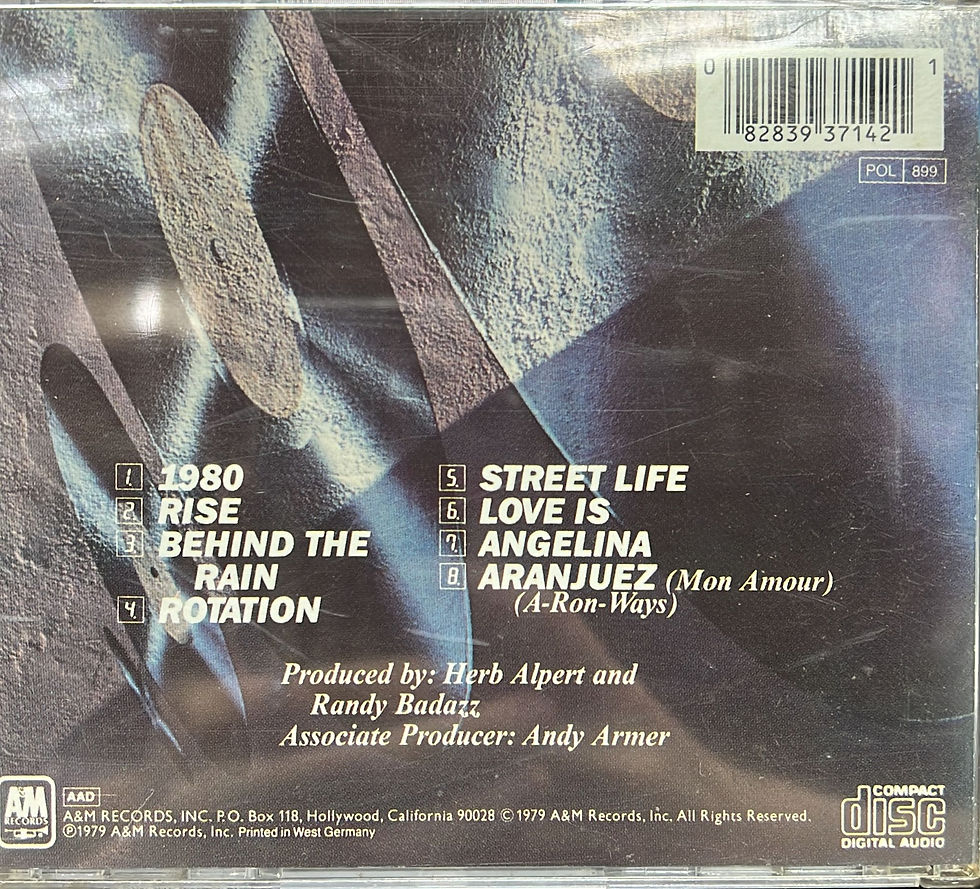 0 82839 37142 1
POL 899
1. 1980
2. RISE
3. BEHIND THE
RAIN
4. ROTATION
5. STREET LIFE
6. LOVE IS
7. ANGELINA
8. ARANJUEZ (Mon Amour)
(A-Ron-Ways)
Produced by: Herb Alpert and
Randy Badazz
Associate Producer: Andy Armer
A&M
RECORDS
AAD
A&M RECORDS, INC. P.O. Box 118, Hollywood, California 90028 © 1979 A&M Records, Inc. All Rights Reserved.
℗1979 A&M Records, Inc. Printed in West Germany
COMPACT
disc
DIGITAL AUDIO